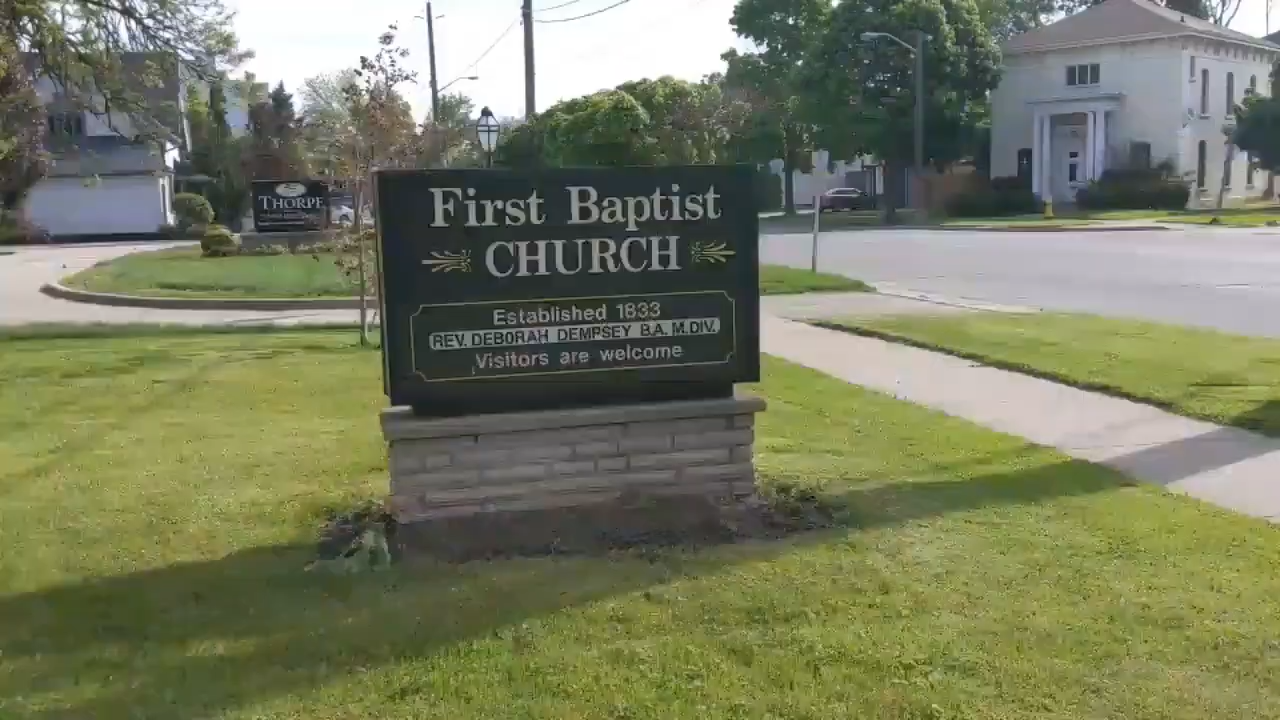 First Baptist
CHURCH
Established 1833
REV. DEBORAH DEMPSEY B.A. M.DIV.
Visitors are welcome
THORPE